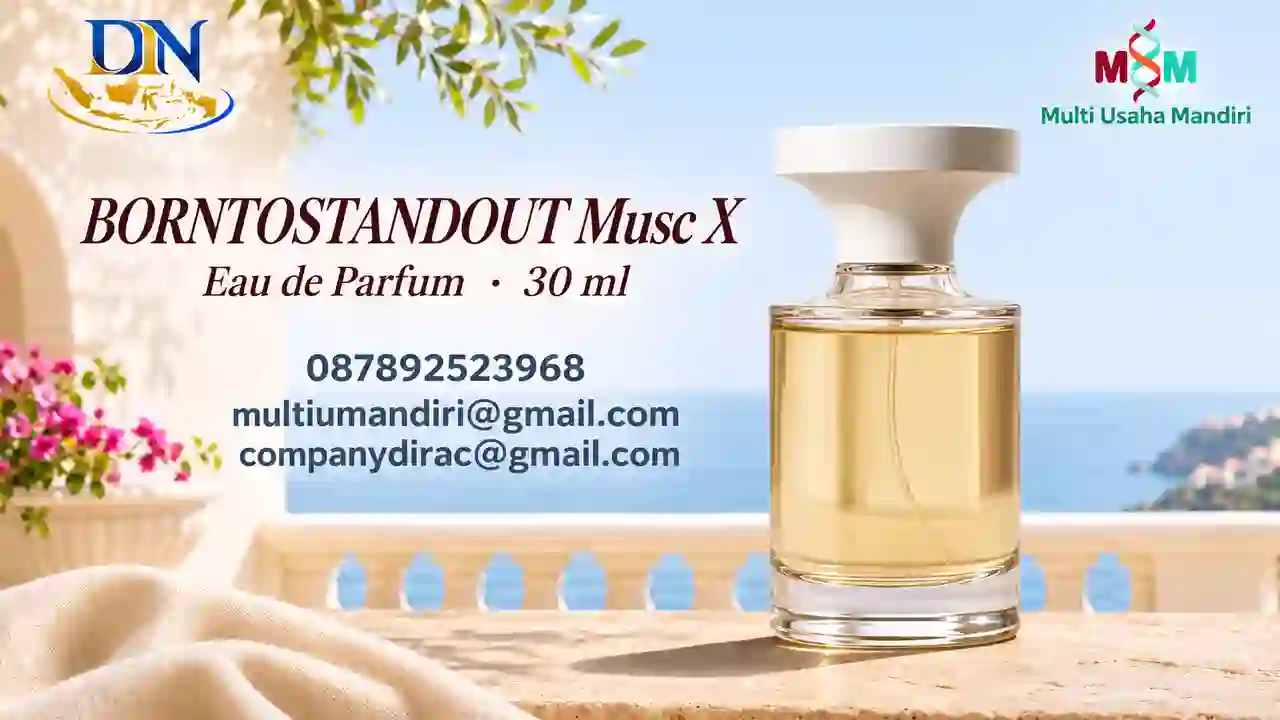 DN
MSM
Multi Usaha Mandiri
BORNTOSTANDOUT Musc X
Eau de Parfum · 30 ml
087892523968
multiumandiri@gmail.com
companydirac@gmail.com